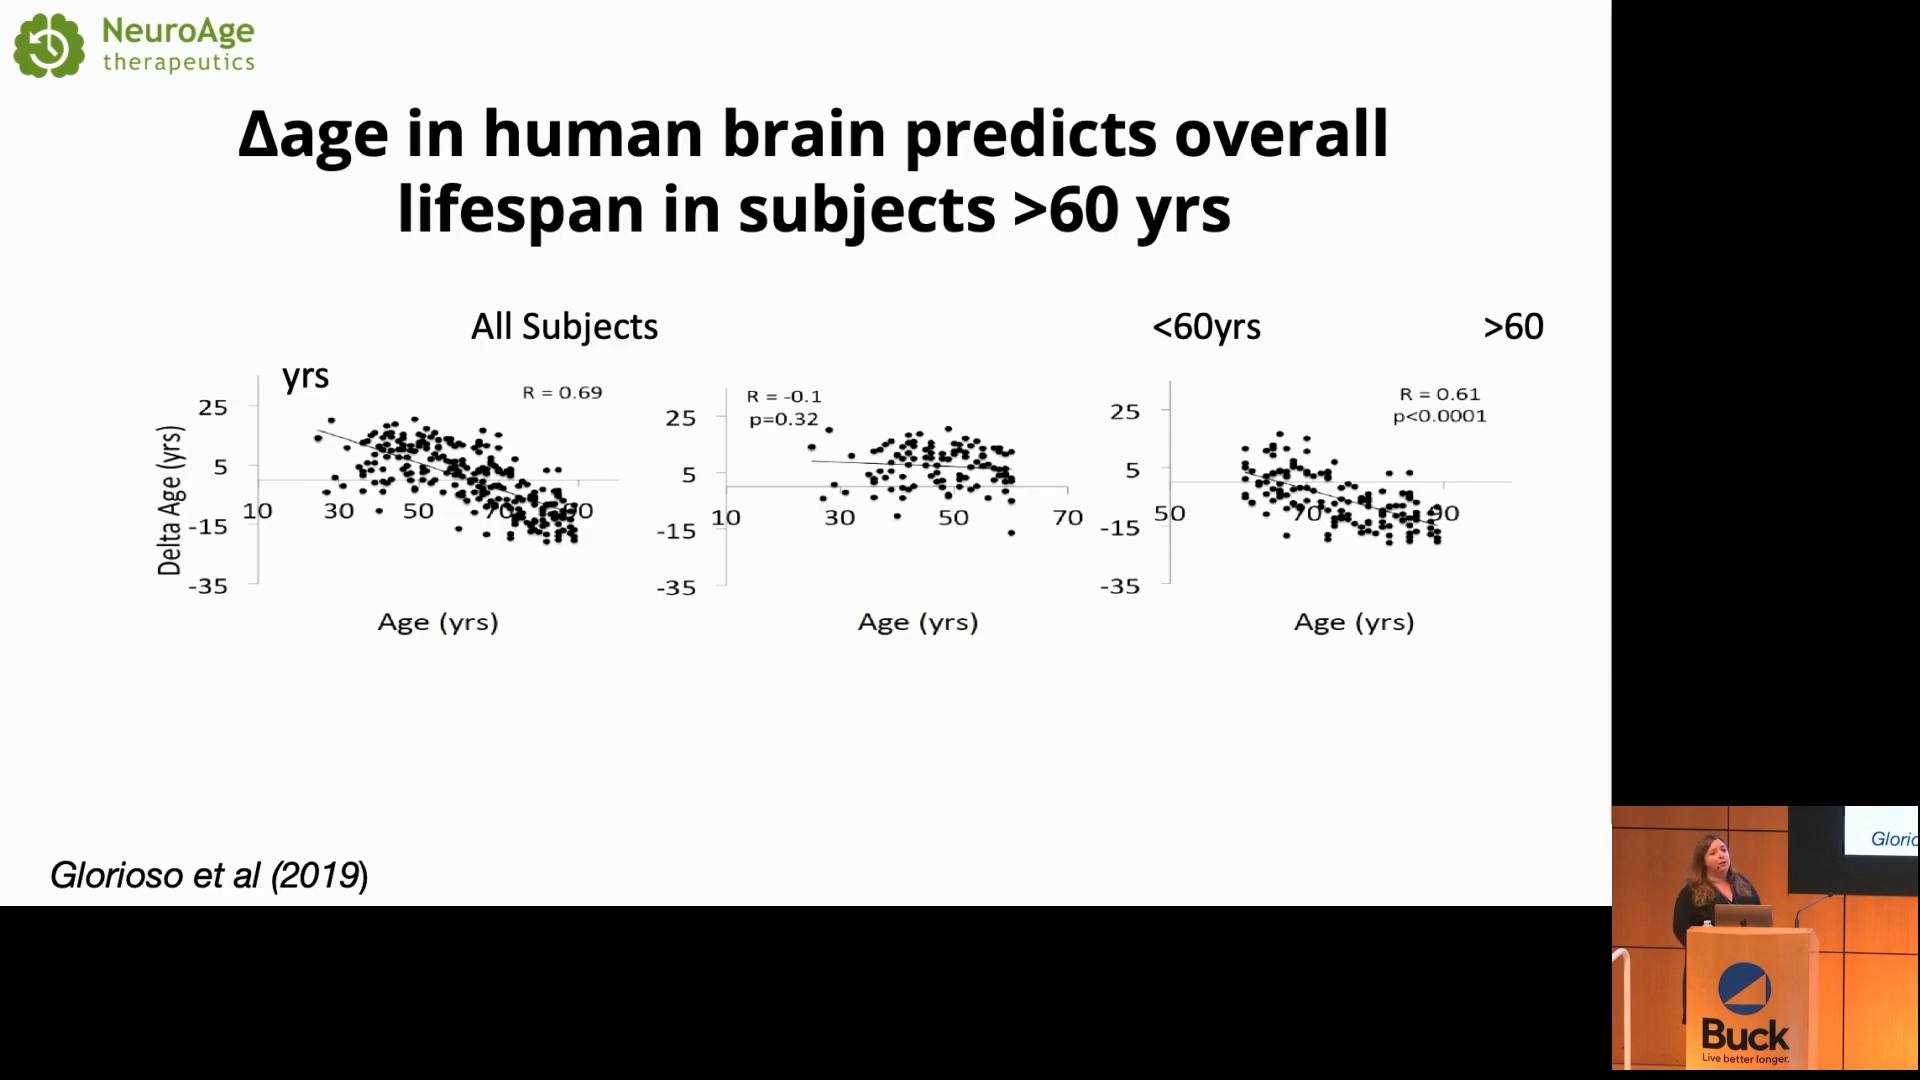 NeuroAge
therapeutics
Δage in human brain predicts overall
lifespan in subjects >60 yrs
All Subjects <60yrs >60
yrs
Delta Age (yrs)
R = 0.69
25
5
-15
-35
10 30 50 70 90
Age (yrs)
R = -0.1
p=0.32
25
5
-15
-35
10 30 50 70
Age (yrs)
R = 0.61
p<0.0001
25
5
-15
-35
50 70 90
Age (yrs)
Glorioso et al (2019)
Glorio
Buck
Live better longer.